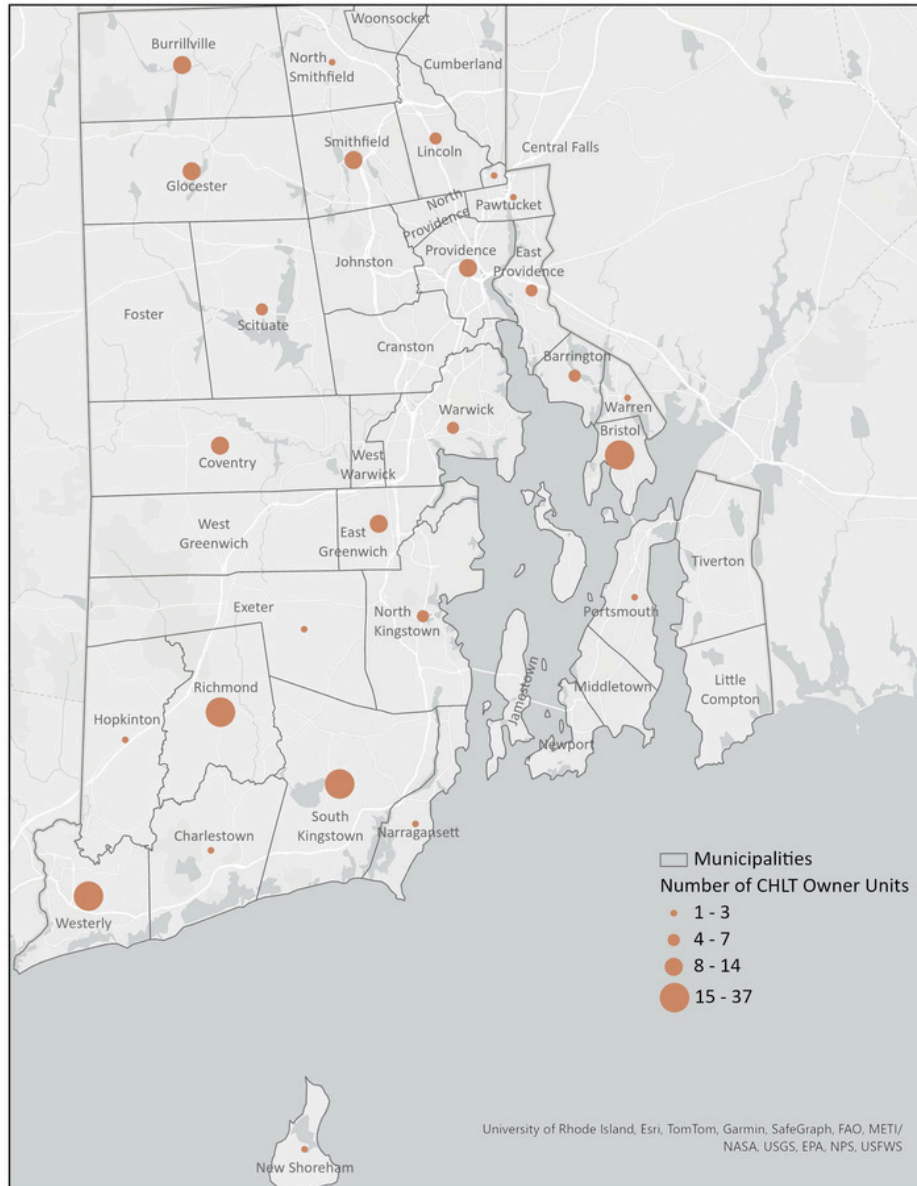 Woonsocket
Burrillville
North
Smithfield
Cumberland
Smithfield
Lincoln
Central Falls
Glocester
Pawtucket
North
Providence
Providence
East
Providence
Johnston
Foster
Scituate
Cranston
Barrington
Warren
Warwick
Bristol
Coventry
West
Warwick
West
Greenwich
East
Greenwich
Tiverton
Exeter
North
Kingstown
Portsmouth
Richmond
Hopkinton
Jamestown
Middletown
Little
Compton
Newport
South
Kingstown
Charlestown
Narragansett
Westerly
Municipalities
Number of CHLT Owner Units
1 - 3
4 - 7
8 - 14
15 - 37
University of Rhode Island, Esri, TomTom, Garmin, SafeGraph, FAO, METI/
NASA, USGS, EPA, NPS, USFWS
New Shoreham